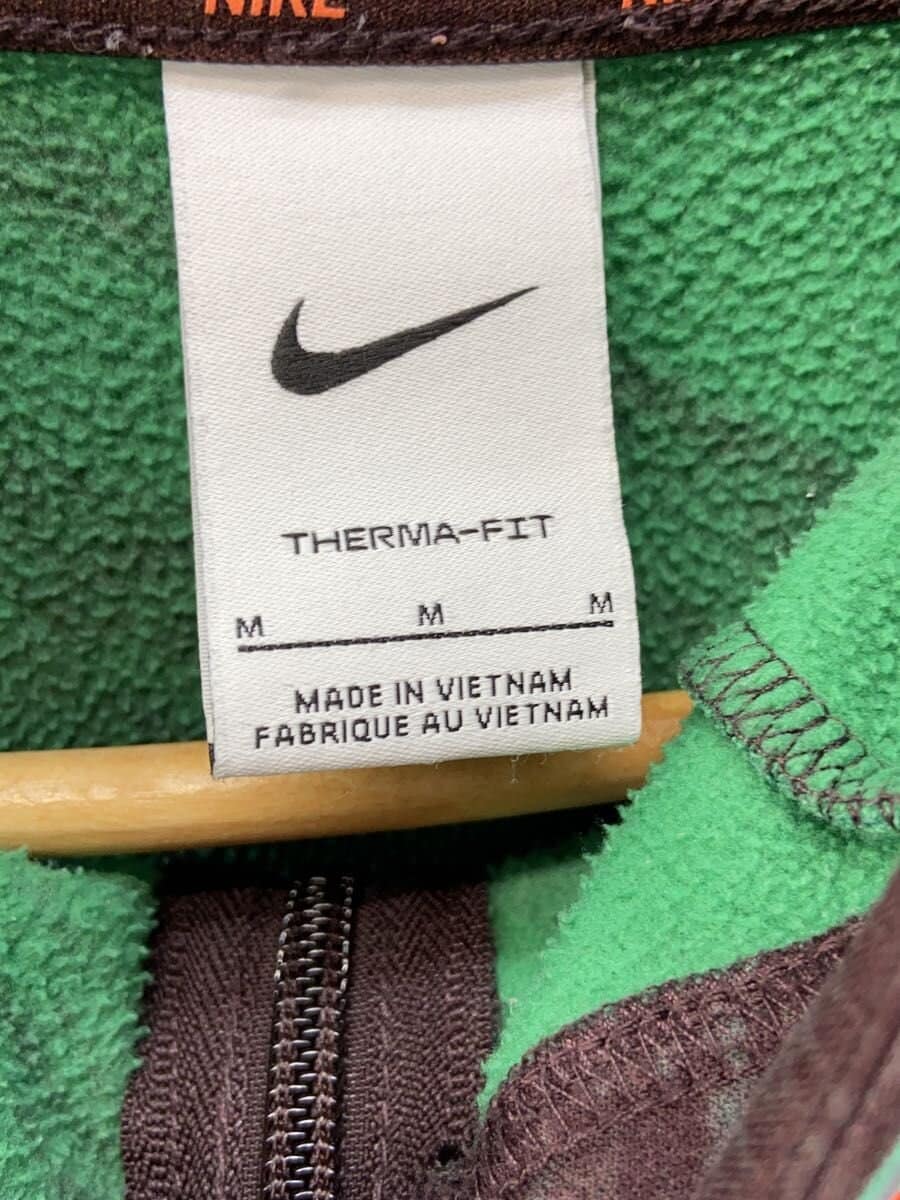 NIKE
THERMA-FIT
M M M
MADE IN VIETNAM
FABRIQUE AU VIETNAM